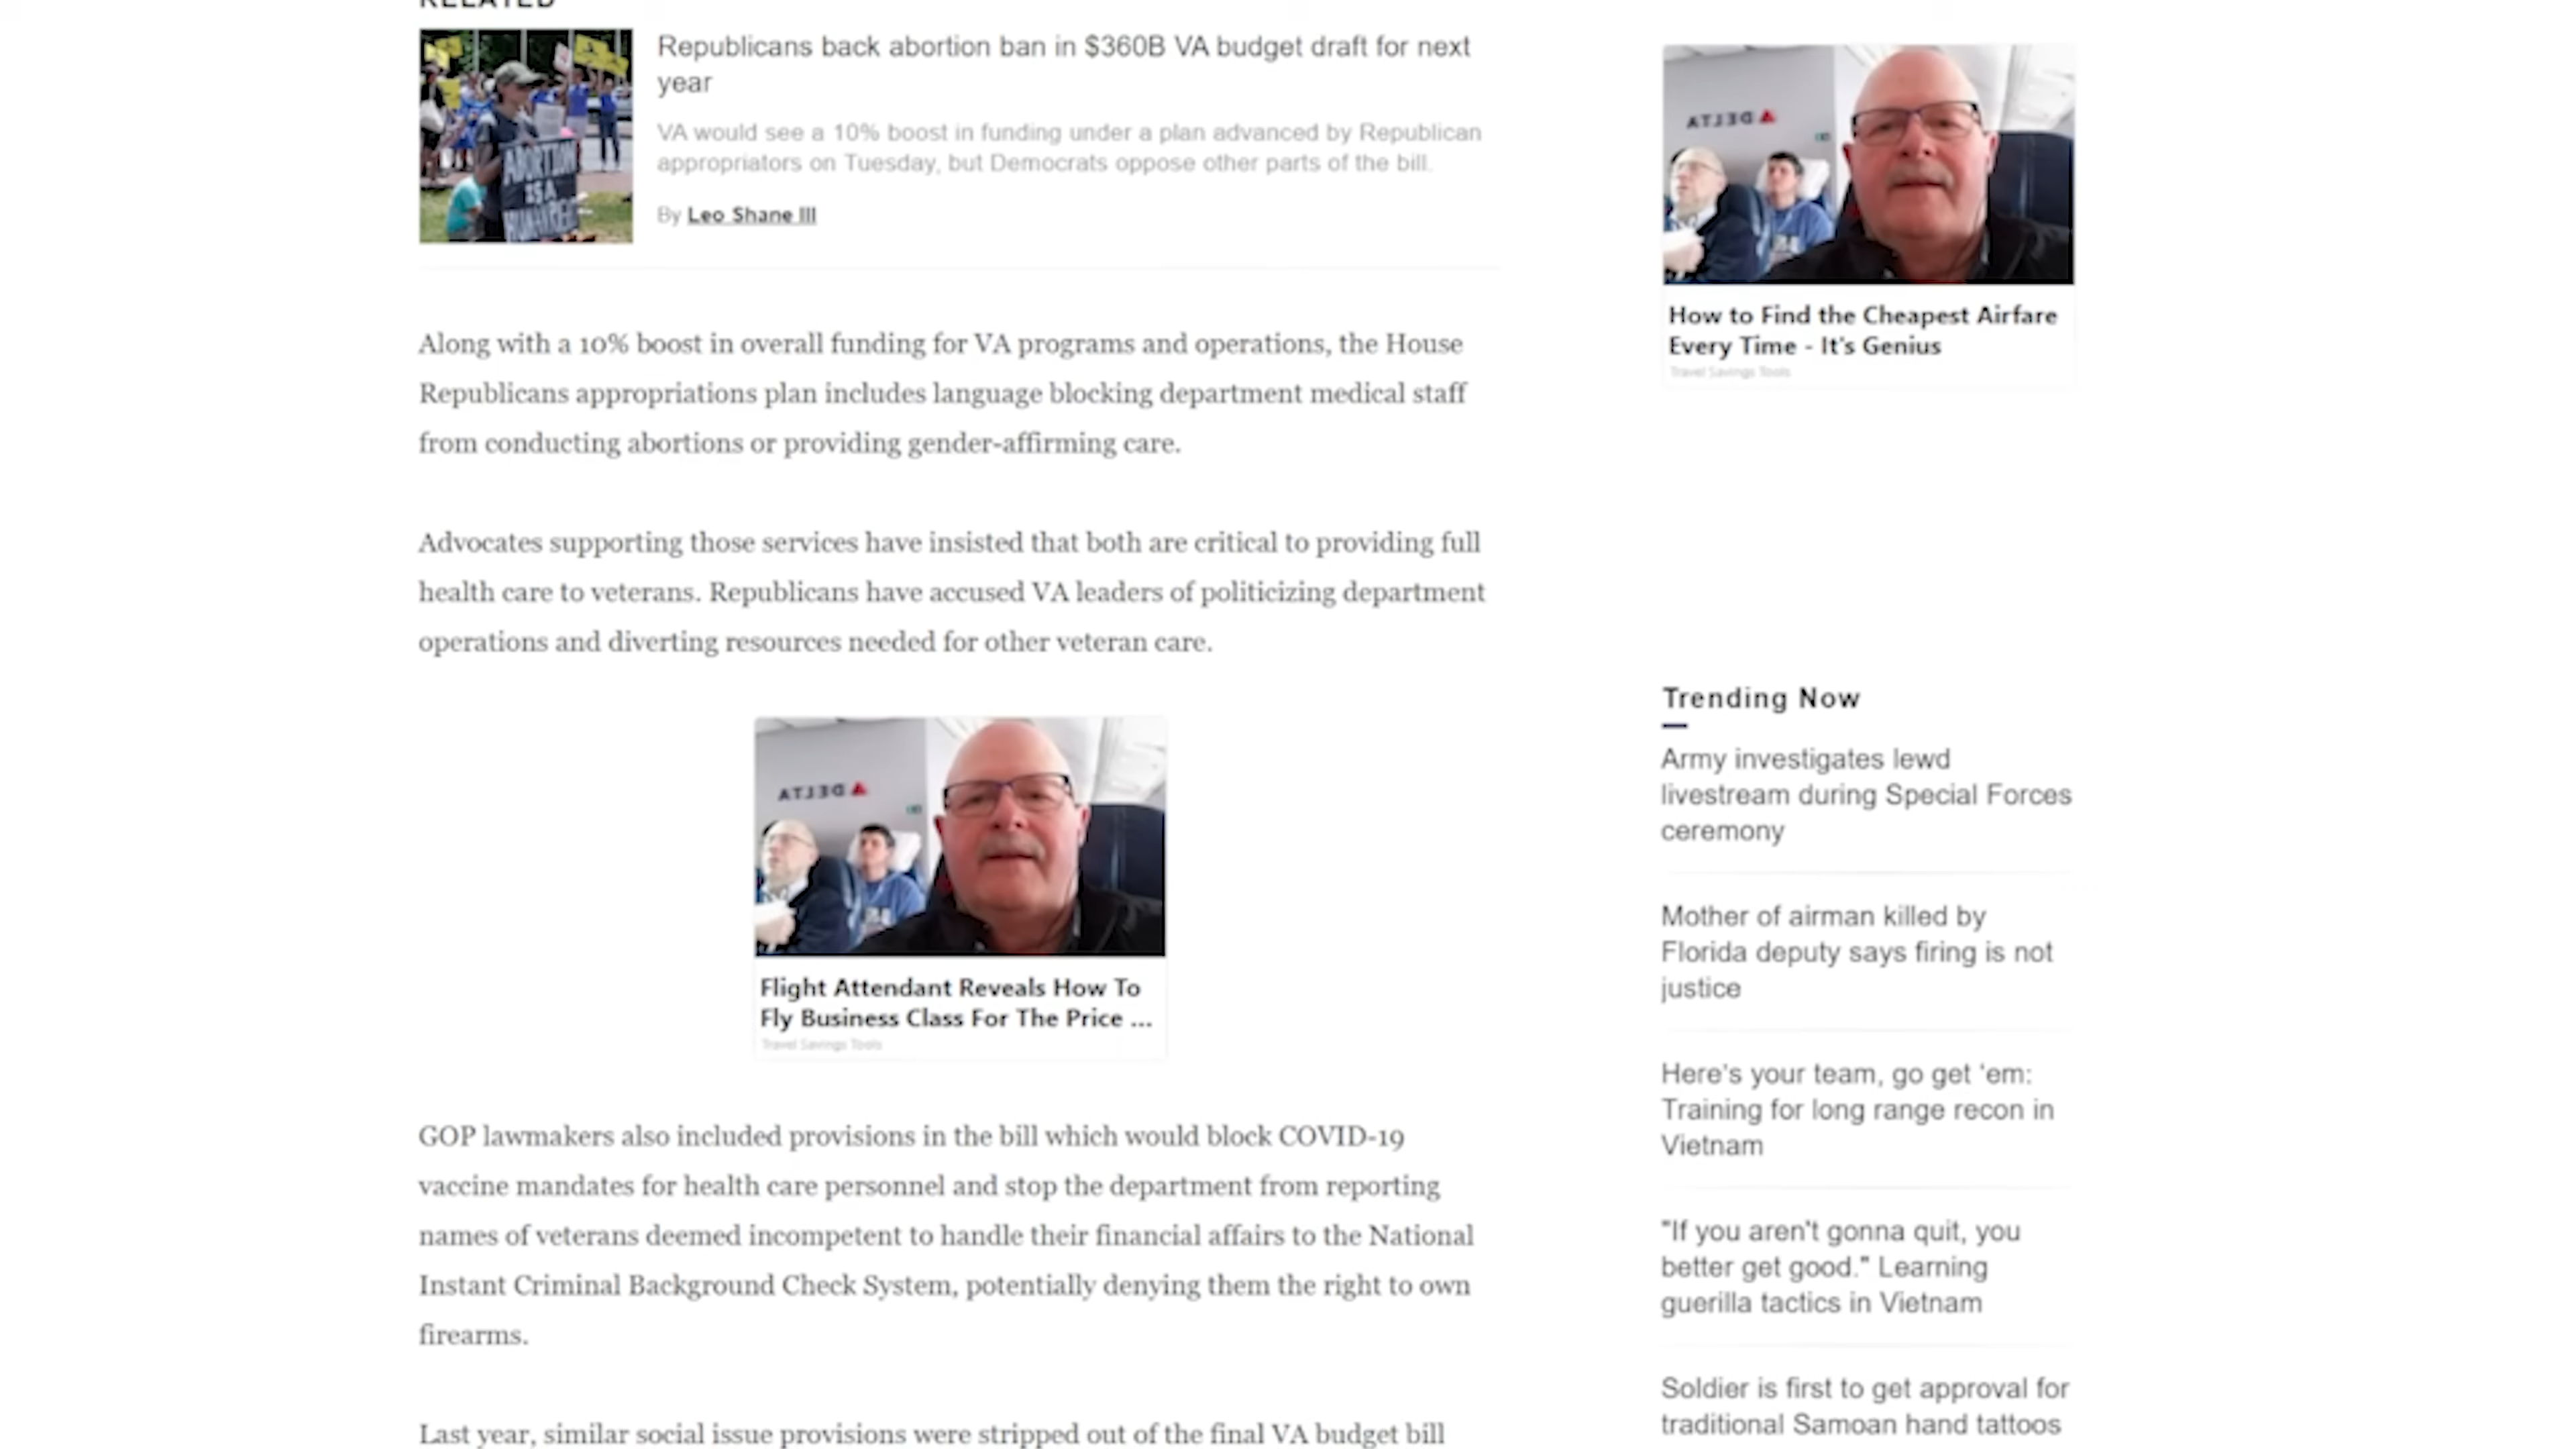 RELATED
Republicans back abortion ban in $360B VA budget draft for next
year
VA would see a 10% boost in funding under a plan advanced by Republican
appropriators on Tuesday, but Democrats oppose other parts of the bill.
By Leo Shane III
ABORTION
IS A
Along with a 10% boost in overall funding for VA programs and operations, the House
Republicans appropriations plan includes language blocking department medical staff
from conducting abortions or providing gender-affirming care.
Advocates supporting those services have insisted that both are critical to providing full
health care to veterans. Republicans have accused VA leaders of politicizing department
operations and diverting resources needed for other veteran care.
DELTA
Flight Attendant Reveals How To
Fly Business Class For The Price ...
Travel Savings Tools
GOP lawmakers also included provisions in the bill which would block COVID-19
vaccine mandates for health care personnel and stop the department from reporting
names of veterans deemed incompetent to handle their financial affairs to the National
Instant Criminal Background Check System, potentially denying them the right to own
firearms.
Last year, similar social issue provisions were stripped out of the final VA budget bill
DELTA
How to Find the Cheapest Airfare
Every Time - It's Genius
Travel Savings Tools
Trending Now
Army investigates lewd
livestream during Special Forces
ceremony
Mother of airman killed by
Florida deputy says firing is not
justice
Here's your team, go get ‘em:
Training for long range recon in
Vietnam
"If you aren't gonna quit, you
better get good." Learning
guerilla tactics in Vietnam
Soldier is first to get approval for
traditional Samoan hand tattoos